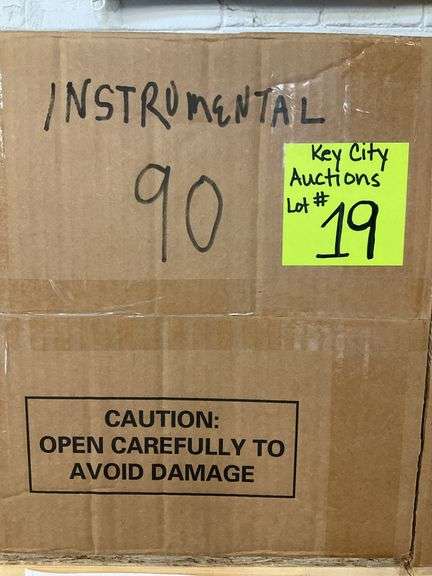 INSTRUMENTAL
90
Key City
Auctions
Lot #
19
CAUTION:
OPEN CAREFULLY TO
AVOID DAMAGE